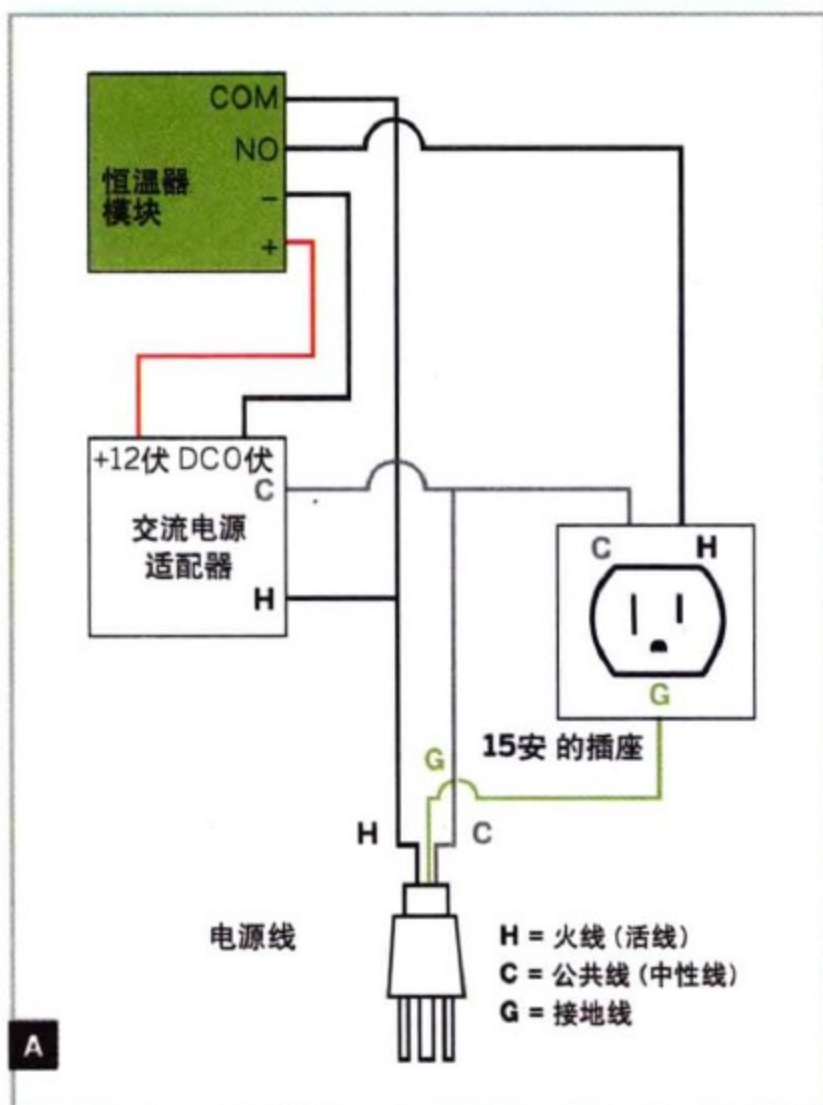 COM
NO
恒温器
模块
−
+
+12伏 DC0伏
C
交流电源
适配器
H
C H
G
15安 的插座
G
H C
电源线
H = 火线 (活线)
C = 公共线 (中性线)
G = 接地线
A